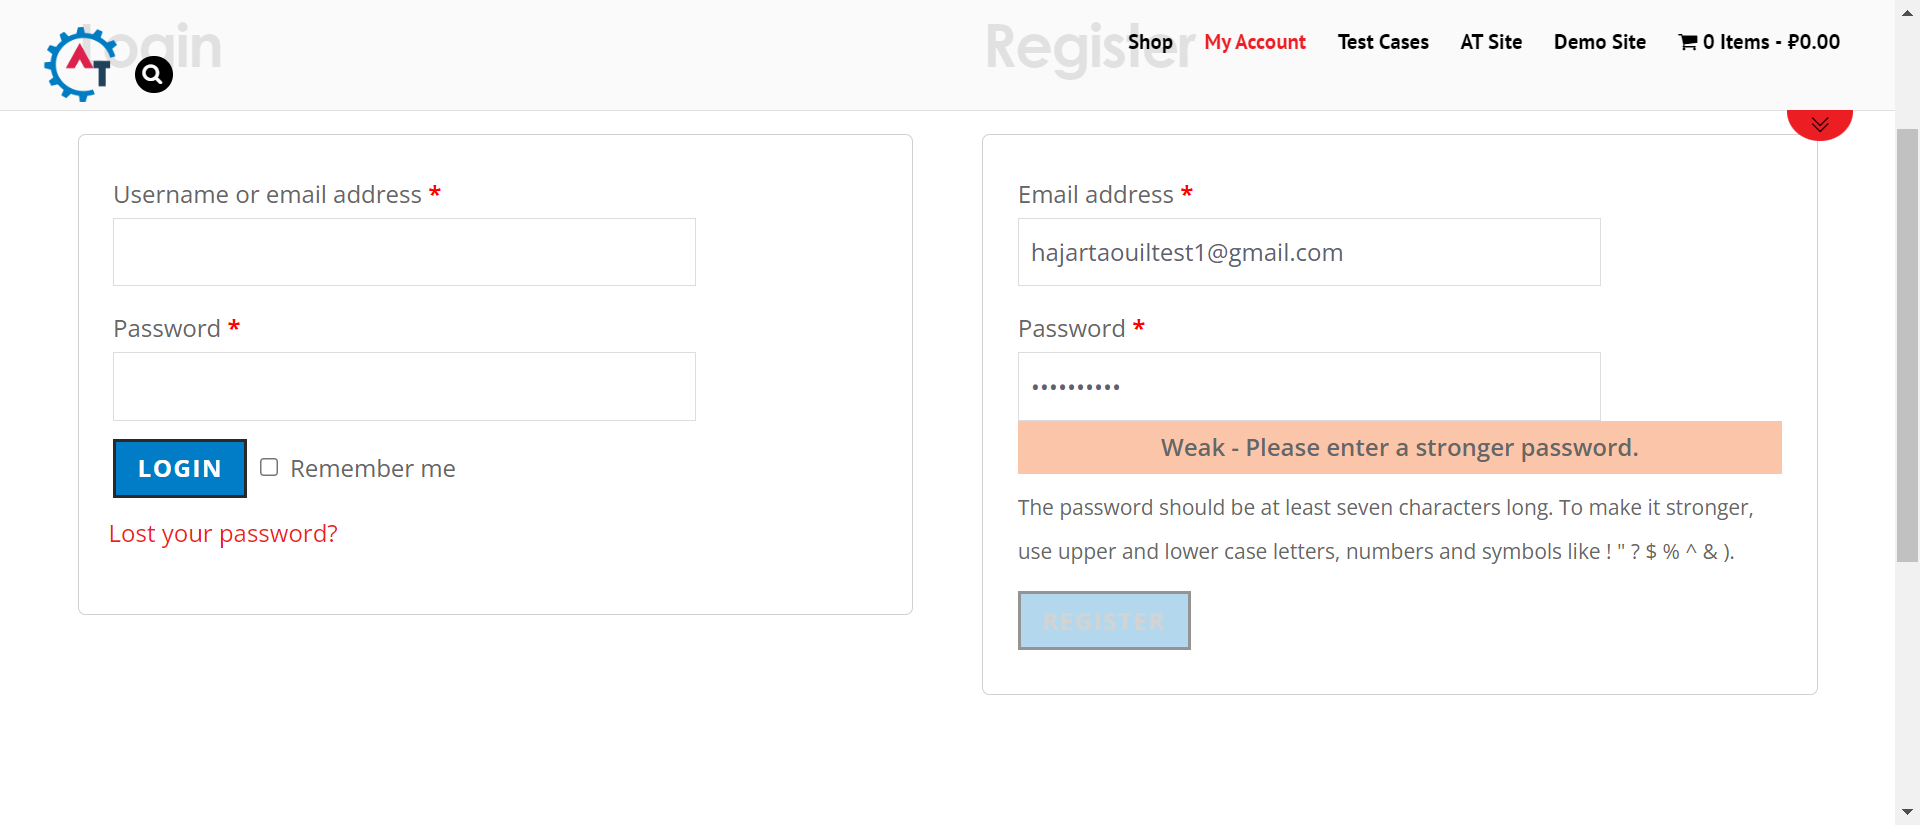 Login
Register
AT
Shop
My Account
Test Cases
AT Site
Demo Site
0 Items - ₽0.00
Username or email address *
Password *
LOGIN
Remember me
Lost your password?
Email address *
hajartaouiltest1@gmail.com
Password *
••••••••••
Weak - Please enter a stronger password.
The password should be at least seven characters long. To make it stronger,
use upper and lower case letters, numbers and symbols like ! " ? $ % ^ & ).
REGISTER